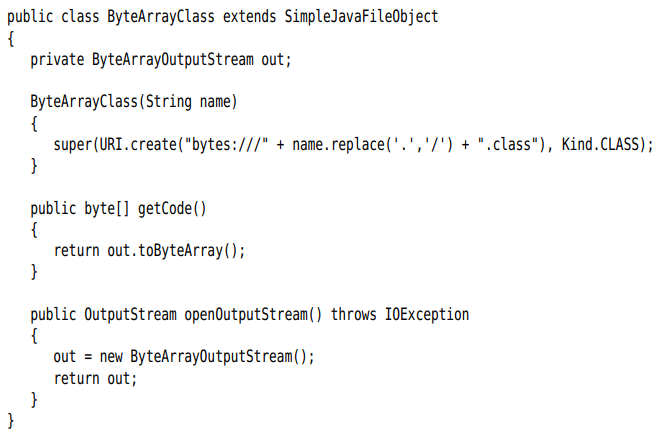 public class ByteArrayClass extends SimpleJavaFileObject
{
   private ByteArrayOutputStream out;

   ByteArrayClass(String name)
   {
      super(URI.create("bytes:///" + name.replace('.','/') + ".class"), Kind.CLASS);
   }

   public byte[] getCode()
   {
      return out.toByteArray();
   }

   public OutputStream openOutputStream() throws IOException
   {
      out = new ByteArrayOutputStream();
      return out;
   }
}